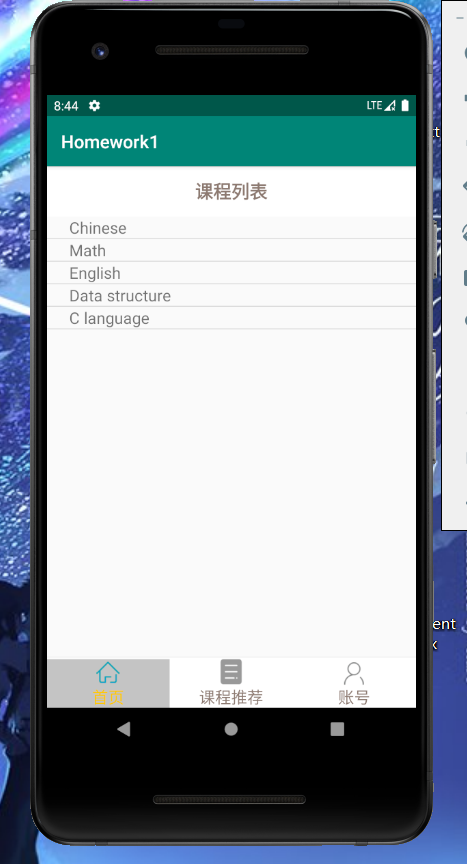 8:44 LTE
Homework1
课程列表
Chinese
Math
English
Data structure
C language
首页 课程推荐 账号
ent